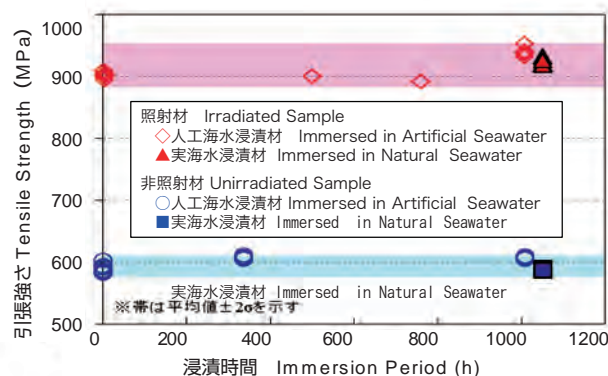 引張強さ Tensile Strength (MPa)
1000
900
800
700
600
500
照射材 Irradiated Sample
◇人工海水浸漬材 Immersed in Artificial Seawater
▲実海水浸漬材 Immersed in Natural Seawater
非照射材 Unirradiated Sample
○人工海水浸漬材 Immersed in Artificial Seawater
■実海水浸漬材 Immersed in Natural Seawater
実海水浸漬材 Immersed in Natural Seawater
※帯は平均値±2σを示す
0 200 400 600 800 1000 1200
浸漬時間 Immersion Period (h)